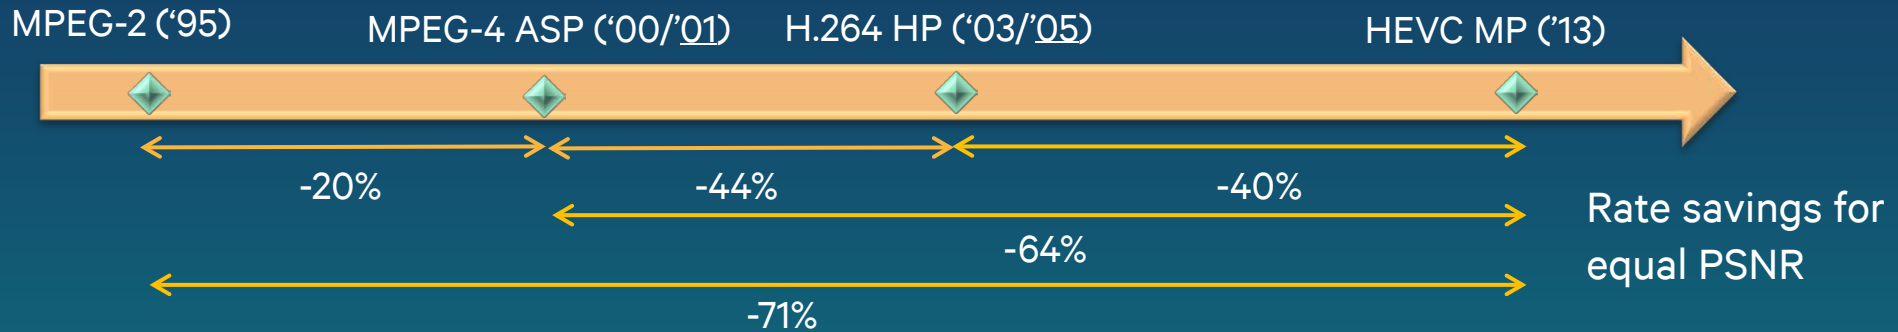 MPEG-2 (‘95)
MPEG-4 ASP (‘00/’01)
H.264 HP (‘03/’05)
HEVC MP (’13)
-20%
-44%
-40%
-64%
-71%
Rate savings for
equal PSNR